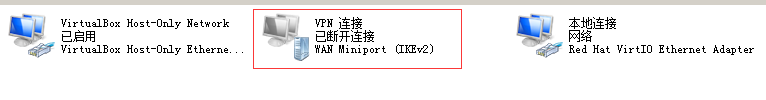 VirtualBox Host-Only Network
已启用
VirtualBox Host-Only Etherne...
VPN 连接
已断开连接
WAN Miniport (IKEv2)
本地连接
网络
Red Hat VirtIO Ethernet Adapter